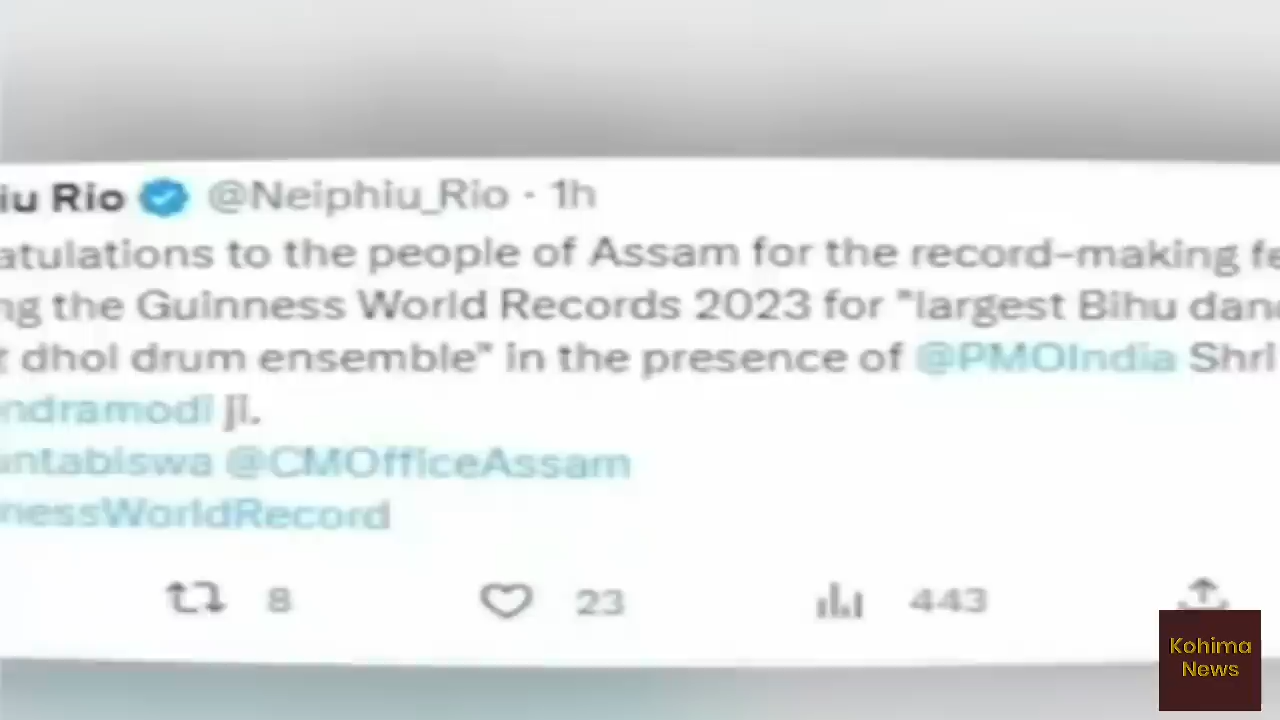 iu Rio @Neiphiu_Rio · 1h
atulations to the people of Assam for the record-making fe
ng the Guinness World Records 2023 for "largest Bihu danc
t dhol drum ensemble" in the presence of @PMOIndia Shri
ndramodi ji.
antabiswa @CMOfficeAssam
nessWorldRecord
8 23 443
Kohima
News